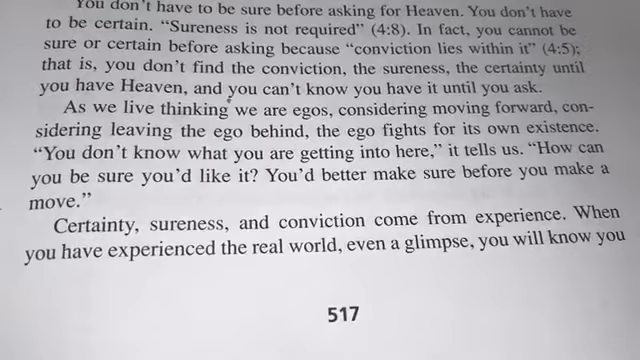 You don't have to be sure before asking for Heaven. You don't have
to be certain. “Sureness is not required” (4:8). In fact, you cannot be
sure or certain before asking because “conviction lies within it” (4:5);
that is, you don't find the conviction, the sureness, the certainty until
you have Heaven, and you can't know you have it until you ask.
As we live thinking we are egos, considering moving forward, con-
sidering leaving the ego behind, the ego fights for its own existence.
“You don't know what you are getting into here,” it tells us. “How can
you be sure you'd like it? You'd better make sure before you make a
move.”
Certainty, sureness, and conviction come from experience. When
you have experienced the real world, even a glimpse, you will know you
517